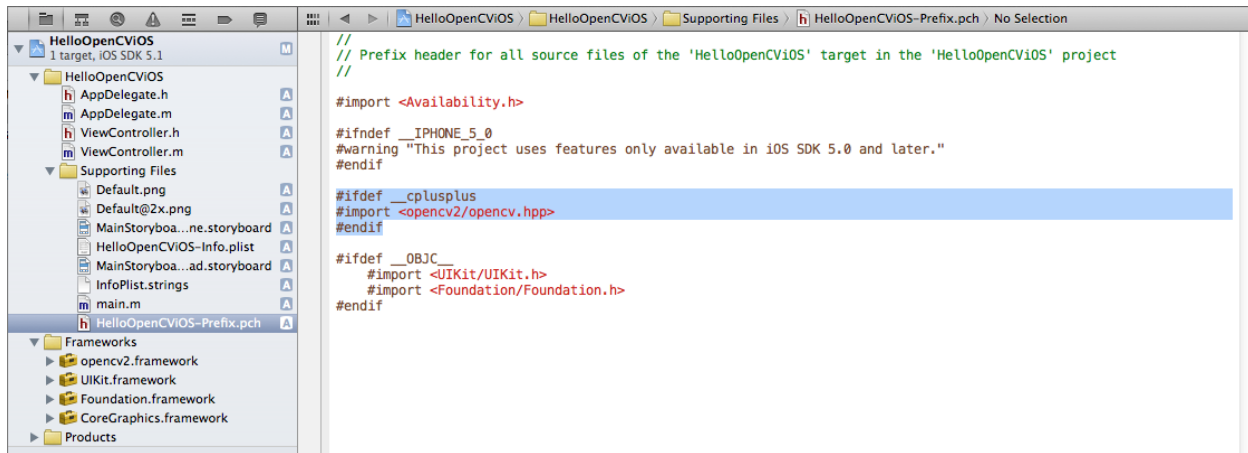 HelloOpenCViOS 〉 HelloOpenCViOS 〉 Supporting Files 〉 h HelloOpenCViOS-Prefix.pch 〉 No Selection
HelloOpenCViOS M
1 target, iOS SDK 5.1
HelloOpenCViOS
h AppDelegate.h A
m AppDelegate.m A
h ViewController.h A
m ViewController.m A
Supporting Files
Default.png A
Default@2x.png A
MainStoryboa...ne.storyboard A
HelloOpenCViOS-Info.plist A
MainStoryboa...ad.storyboard A
InfoPlist.strings A
m main.m A
h HelloOpenCViOS-Prefix.pch A
Frameworks
opencv2.framework
UIKit.framework
Foundation.framework
CoreGraphics.framework
Products
//
// Prefix header for all source files of the 'HelloOpenCViOS' target in the 'HelloOpenCViOS' project
//
#import <Availability.h>
#ifndef __IPHONE_5_0
#warning "This project uses features only available in iOS SDK 5.0 and later."
#endif
#ifdef __cplusplus
#import <opencv2/opencv.hpp>
#endif
#ifdef __OBJC__
#import <UIKit/UIKit.h>
#import <Foundation/Foundation.h>
#endif